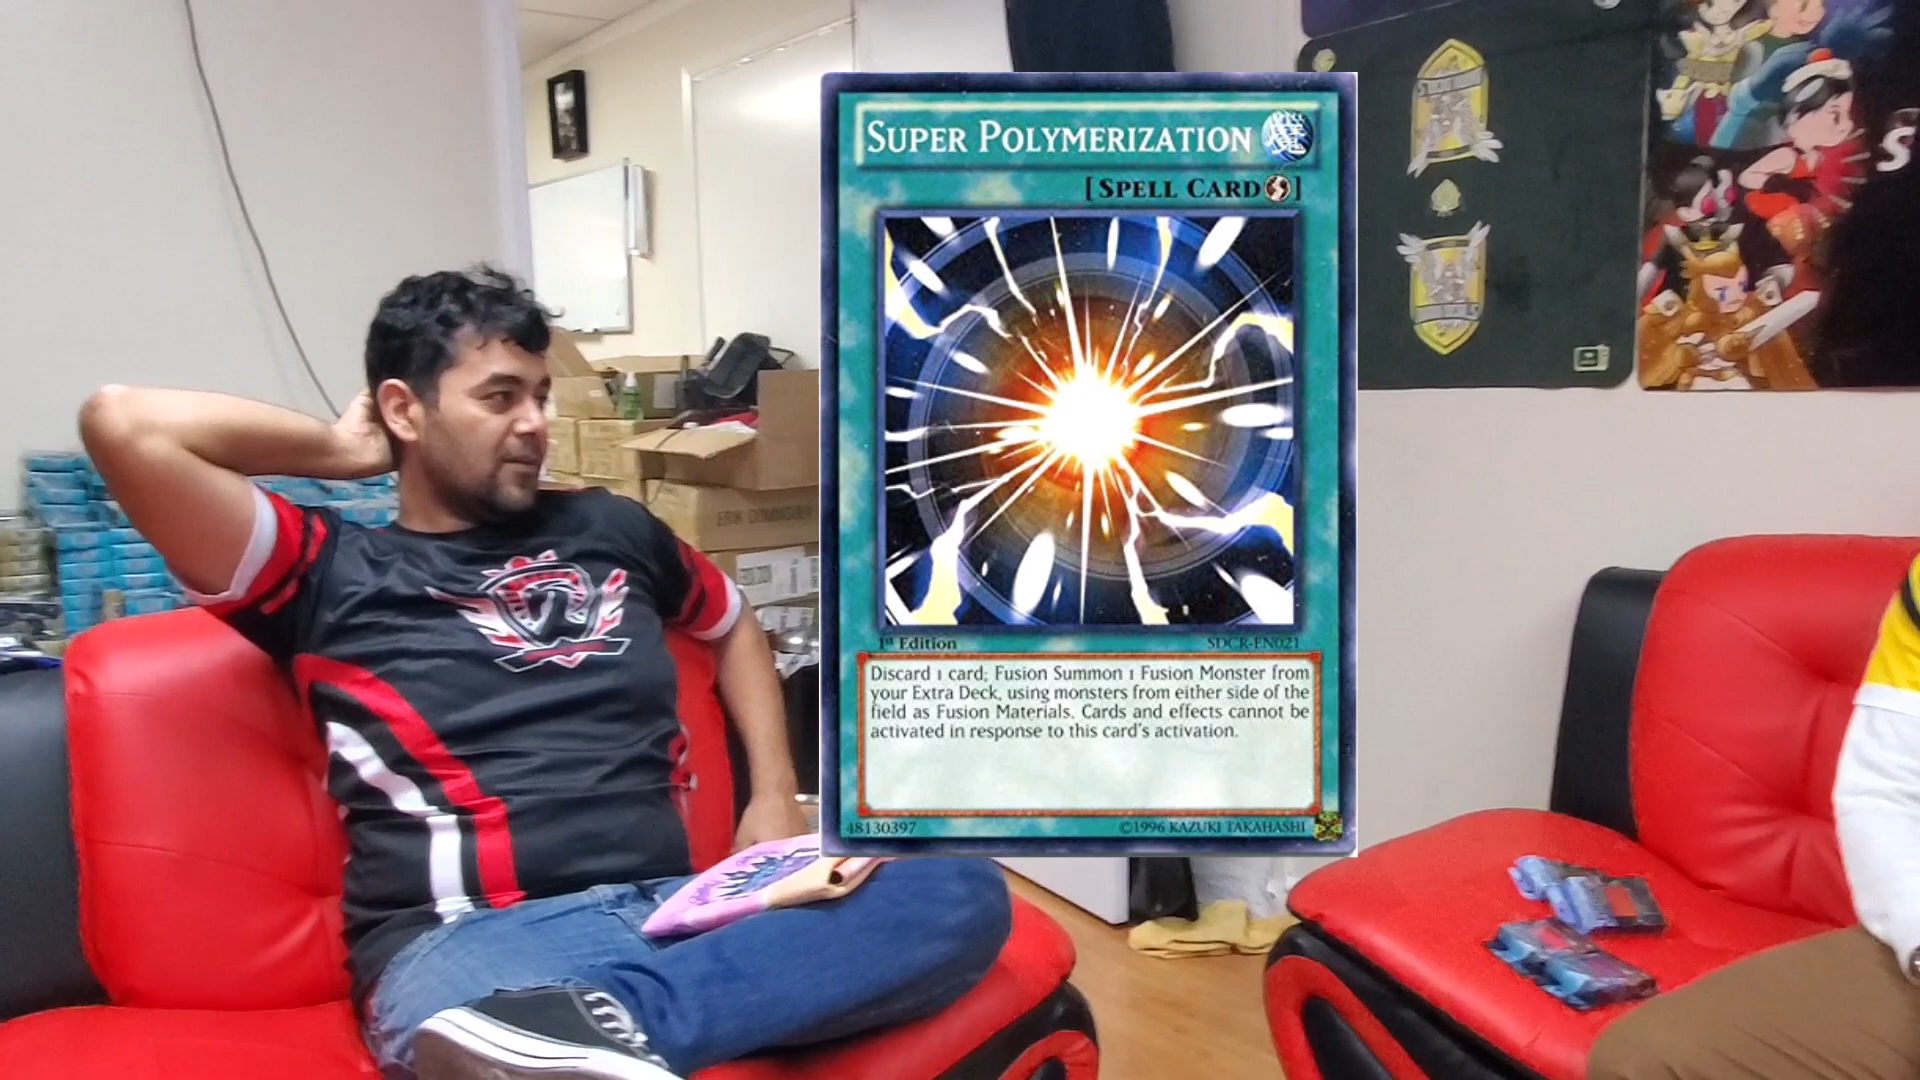 SUPER POLYMERIZATION
[SPELL CARD]
1st Edition
SDCR-EN021
Discard 1 card; Fusion Summon 1 Fusion Monster from
your Extra Deck, using monsters from either side of the
field as Fusion Materials. Cards and effects cannot be
activated in response to this card's activation.
48130397
©1996 KAZUKI TAKAHASHI
ERIK DOMINGUEZ
S